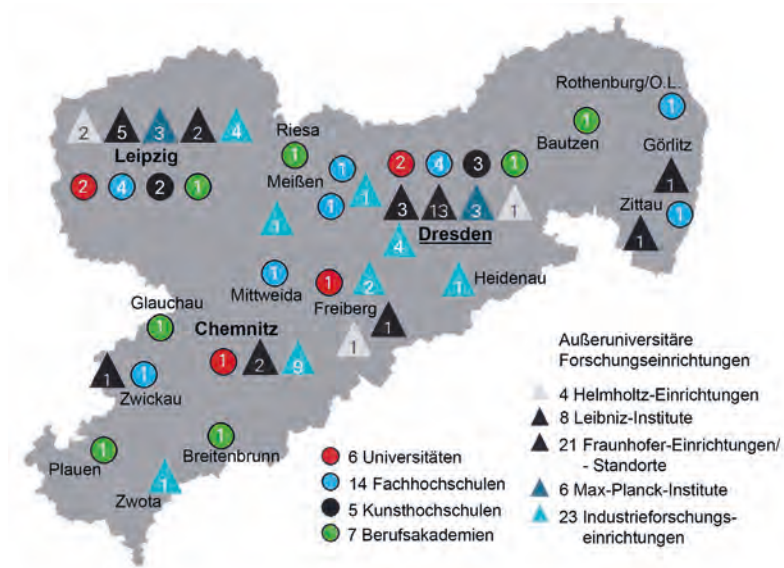 Rothenburg/O.L.
1
1
Bautzen
2 5 3 2 4
Leipzig
2 4 2 1
Riesa
1
Meißen
1
1
1
1
2 4 3 1
3 13 3 1
Dresden
4
Görlitz
1
Zittau
1
1
Mittweida
1
Freiberg
1 2
1
1
Heidenau
1
Glauchau
1
Chemnitz
1 2 9
1 1
Zwickau
Plauen
1
Breitenbrunn
1
Zwota
1
6 Universitäten
14 Fachhochschulen
5 Kunsthochschulen
7 Berufsakademien
Außeruniversitäre
Forschungseinrichtungen
4 Helmholtz-Einrichtungen
8 Leibniz-Institute
21 Fraunhofer-Einrichtungen/
- Standorte
6 Max-Planck-Institute
23 Industrieforschungs-
einrichtungen